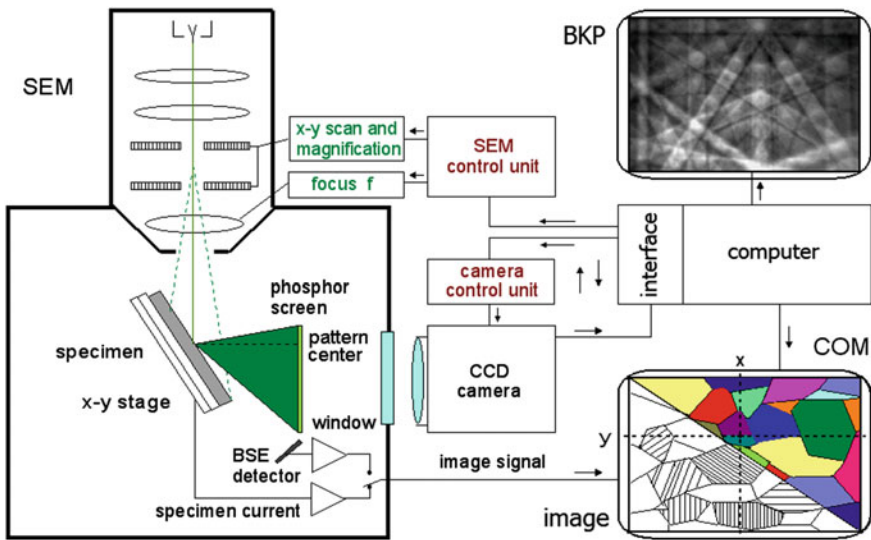 SEM
BKP
x-y scan and
magnification
focus f
SEM
control unit
camera
control unit
interface
computer
phosphor
screen
pattern
center
specimen
x-y stage
window
BSE
detector
specimen current
CCD
camera
image signal
COM
x
y
image